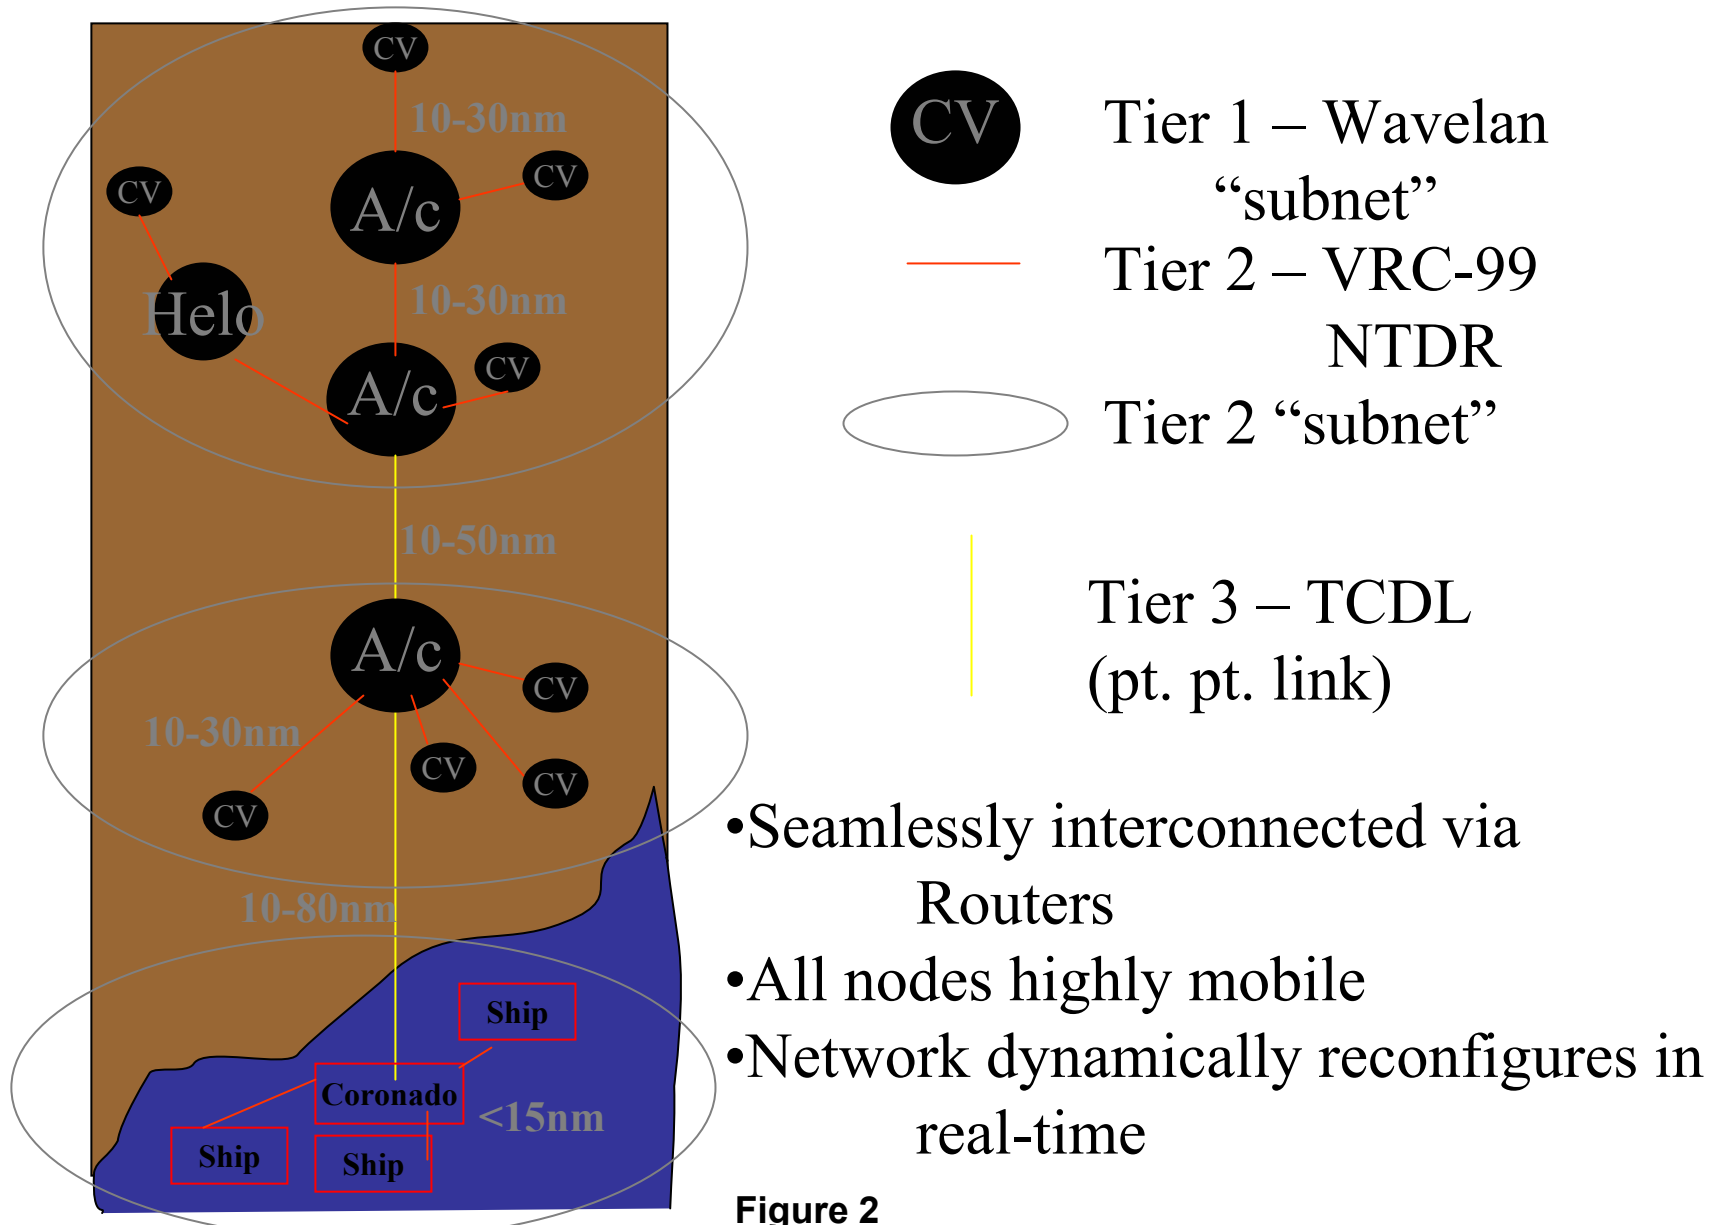 CV
10-30nm
CV
A/c
CV
10-30nm
Helo
CV
A/c
10-50nm
A/c
CV
10-30nm
CV
CV
CV
10-80nm
Ship
Coronado
<15nm
Ship
Ship
CV
Tier 1 – Wavelan
“subnet”
Tier 2 – VRC-99
NTDR
Tier 2 “subnet”
Tier 3 – TCDL
(pt. pt. link)
•Seamlessly interconnected via
Routers
•All nodes highly mobile
•Network dynamically reconfigures in
real-time
Figure 2